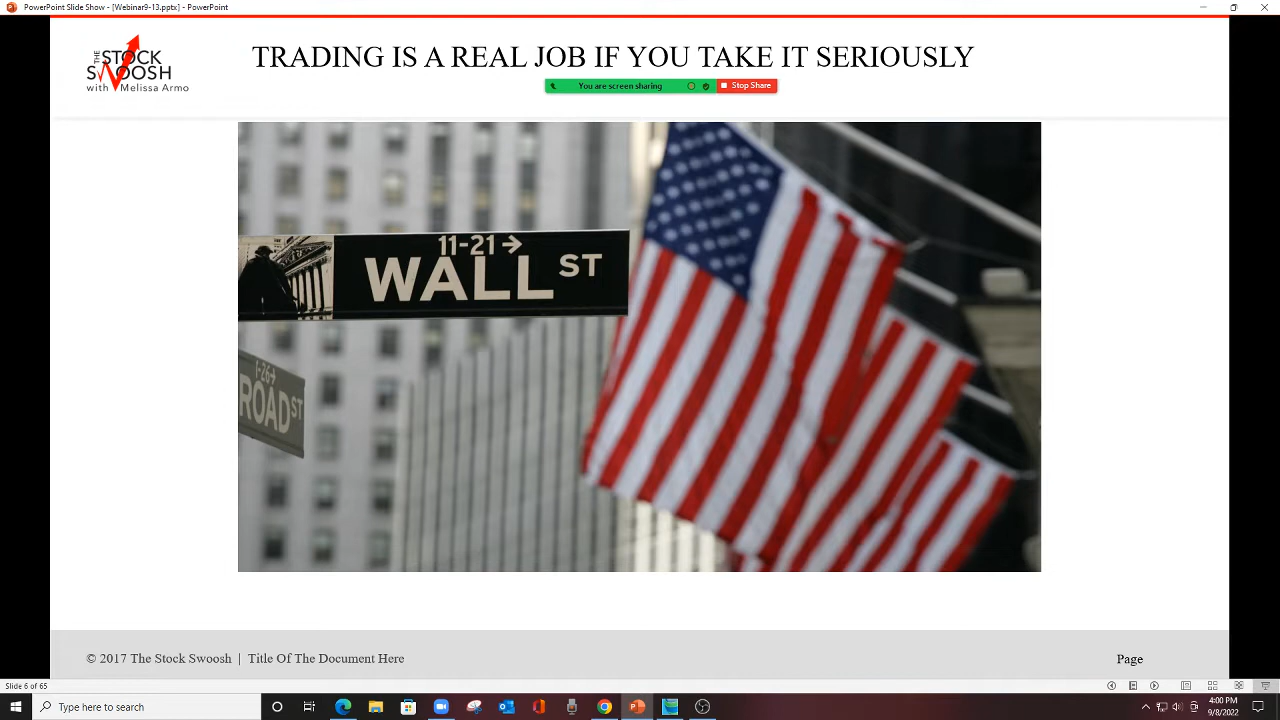 PowerPoint Slide Show - [Webinar9-13.pptx] - PowerPoint
THE
STOCK
SWOOSH
with Melissa Armo
TRADING IS A REAL JOB IF YOU TAKE IT SERIOUSLY
You are screen sharing
Stop Share
11-21→
WALL ST
1-26→
ROAD ST
© 2017 The Stock Swoosh | Title Of The Document Here
Page
Slide 6 of 65
Type here to search
4:00 PM
9/8/2022